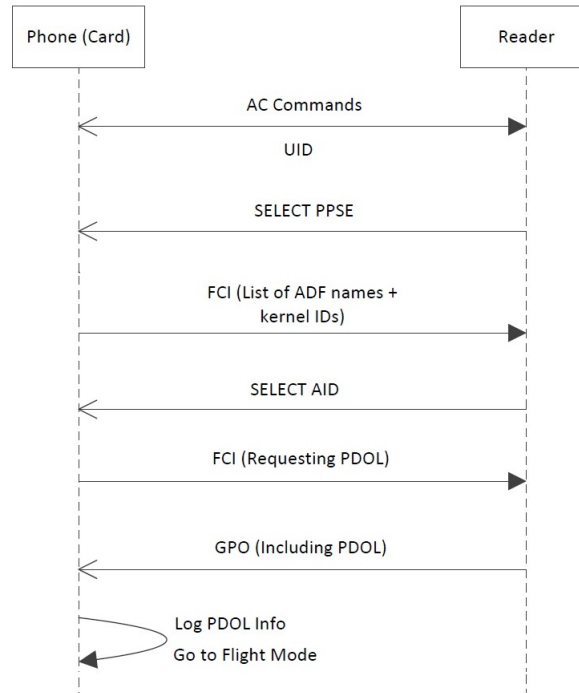 Phone (Card)
Reader
AC Commands
UID
SELECT PPSE
FCI (List of ADF names +
kernel IDs)
SELECT AID
FCI (Requesting PDOL)
GPO (Including PDOL)
Log PDOL Info
Go to Flight Mode